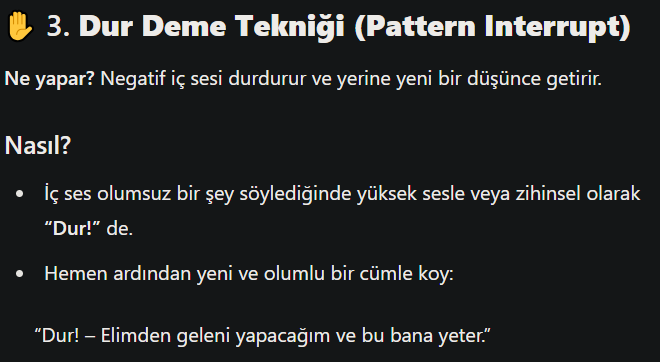 ✋ 3. Dur Deme Tekniği (Pattern Interrupt)
Ne yapar? Negatif iç sesi durdurur ve yerine yeni bir düşünce getirir.
Nasıl?
• İç ses olumsuz bir şey söylediğinde yüksek sesle veya zihinsel olarak
“Dur!” de.
• Hemen ardından yeni ve olumlu bir cümle koy:
“Dur! – Elimden geleni yapacağım ve bu bana yeter.”